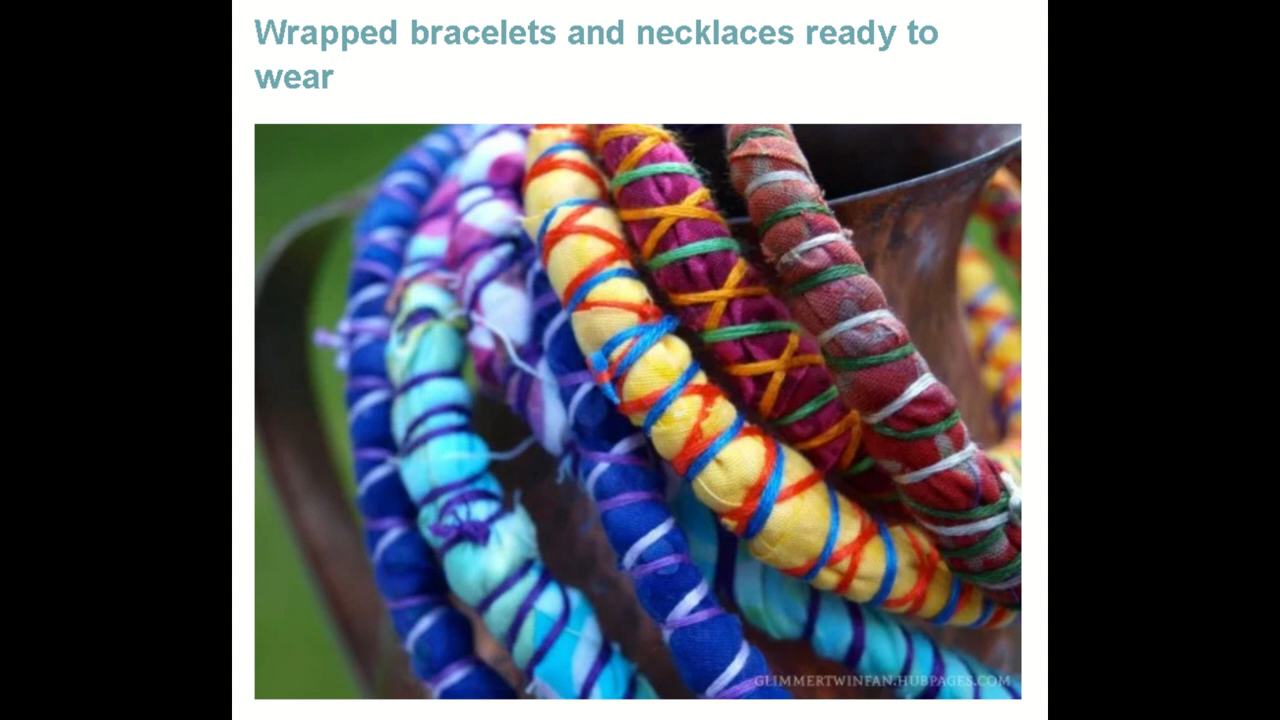 Wrapped bracelets and necklaces ready to
wear
GLIMMERTWINFAN.HUBPAGES.COM